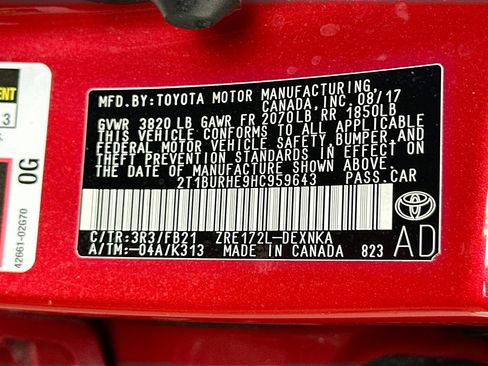 MFD.BY:TOYOTA MOTOR MANUFACTURING,
CANADA, INC. 08/17
GVWR 3820 LB GAWR FR 2070LB RR 1850LB
THIS VEHICLE CONFORMS TO ALL APPLICABLE
FEDERAL MOTOR VEHICLE SAFETY, BUMPER, AND
THEFT PREVENTION STANDARDS IN EFFECT ON
THE DATE OF MANUFACTURE SHOWN ABOVE.
2T1BURHE9HC959643 PASS.CAR
C/TR:3R3/FB21 ZRE172L-DEXNKA
A/TM:-04A/K313 MADE IN CANADA 823
AD
0G
42661-02G70